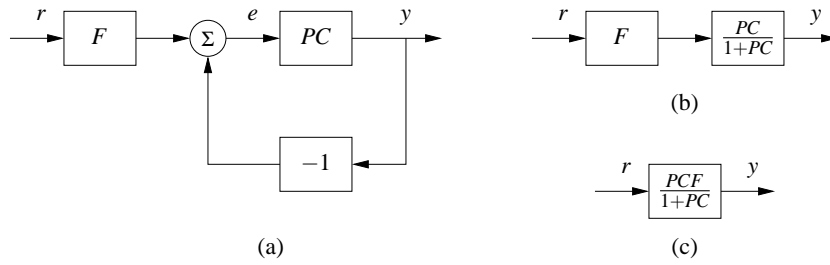 r F Σ e PC y
−1
(a)
r F PC/1+PC y
(b)
r PCF/1+PC y
(c)